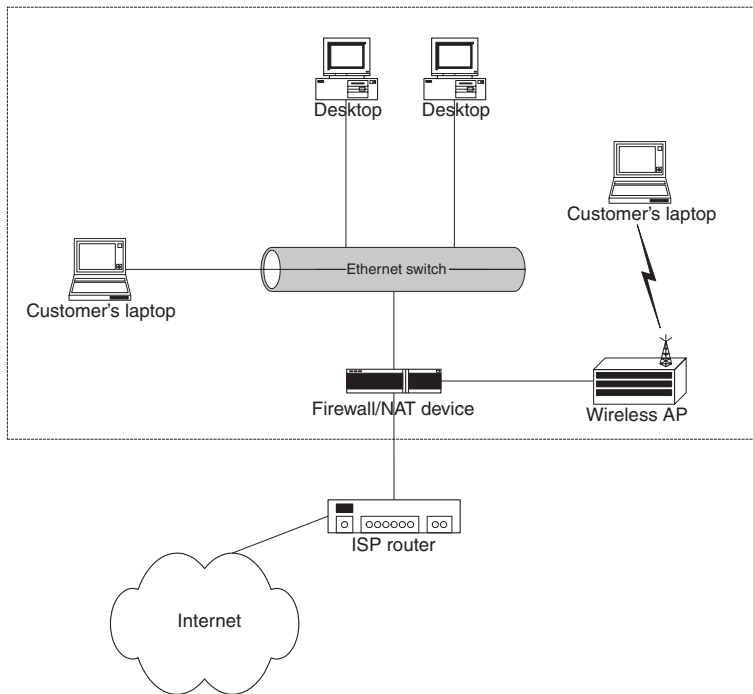 Desktop
Desktop
Customer's laptop
Ethernet switch
Customer's laptop
Firewall/NAT device
Wireless AP
ISP router
Internet